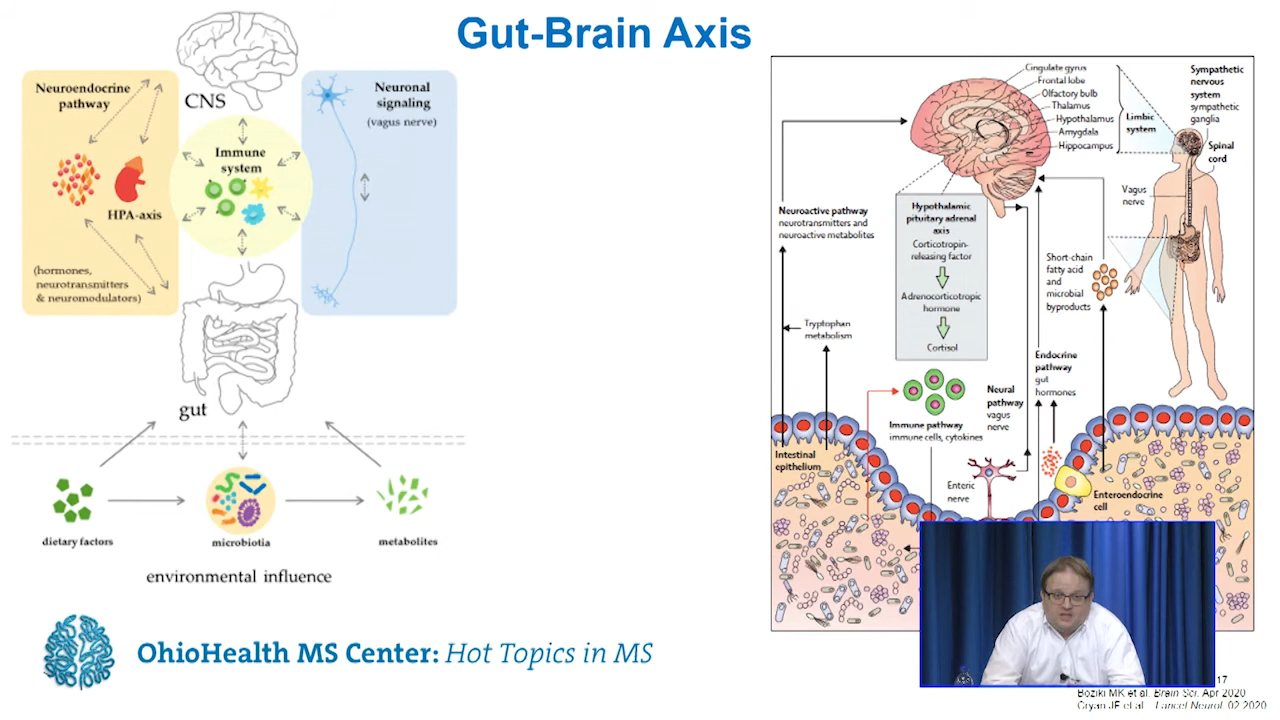 Gut-Brain Axis
Neuroendocrine
pathway
CNS
Neuronal
signaling
(vagus nerve)
Immune
system
HPA-axis
(hormones,
neurotransmitters
& neuromodulators)
gut
dietary factors
microbiotia
metabolites
environmental influence
OhioHealth MS Center: Hot Topics in MS
Cingulate gyrus
Frontal lobe
Olfactory bulb
Thalamus
Hypothalamus
Amygdala
Hippocampus
Limbic
system
Sympathetic
nervous
system
sympathetic
ganglia
Spinal
cord
Vagus
nerve
Neuroactive pathway
neurotransmitters and
neuroactive metabolites
Hypothalamic
pituitary adrenal
axis
Corticotropin-
releasing factor
Adrenocorticotropic
hormone
Cortisol
Short-chain
fatty acid
and
microbial
byproducts
Tryptophan
metabolism
Endocrine
pathway
gut
hormones
Neural
pathway
vagus
nerve
Immune pathway
immune cells, cytokines
Intestinal
epithelium
Enteric
nerve
Enteroendocrine
cell
17
Boziki MK et al. Brain Sci. Apr 2020
Cryan JF et al. Lancet Neurol. 02 2020